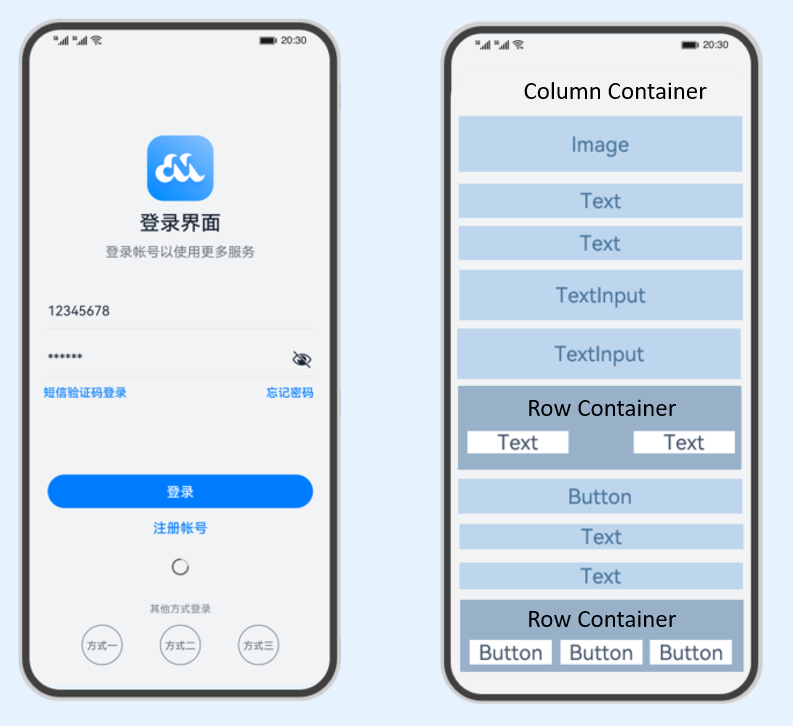 20:30
登录界面
登录帐号以使用更多服务
12345678
******
短信验证码登录 忘记密码
登录
注册帐号
其他方式登录
方式一 方式二 方式三
20:30
Column Container
Image
Text
Text
TextInput
TextInput
Row Container
Text Text
Button
Text
Text
Row Container
Button Button Button